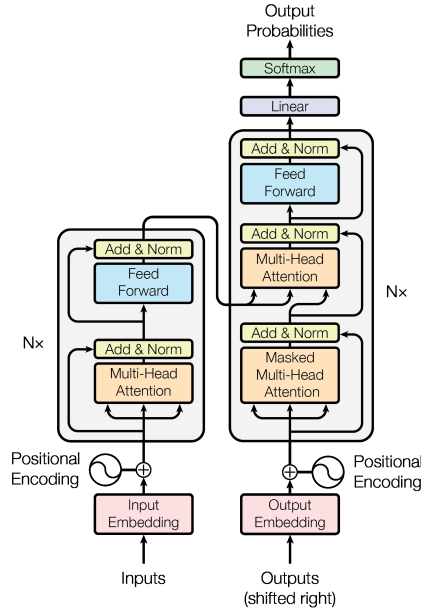 Output
Probabilities
Softmax
Linear
Add & Norm
Feed
Forward
Add & Norm
Multi-Head
Attention
Add & Norm
Masked
Multi-Head
Attention
N×
Positional
Encoding
Output
Embedding
Outputs
(shifted right)
Add & Norm
Feed
Forward
Add & Norm
Multi-Head
Attention
N×
Positional
Encoding
Input
Embedding
Inputs